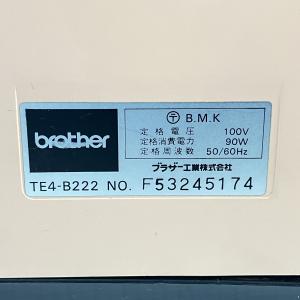 brother
〒 B.M.K
定格電圧 100V
定格消費電力 90W
定格周波数 50/60Hz
ブラザー工業株式会社
TE4-B222 NO. F53245174